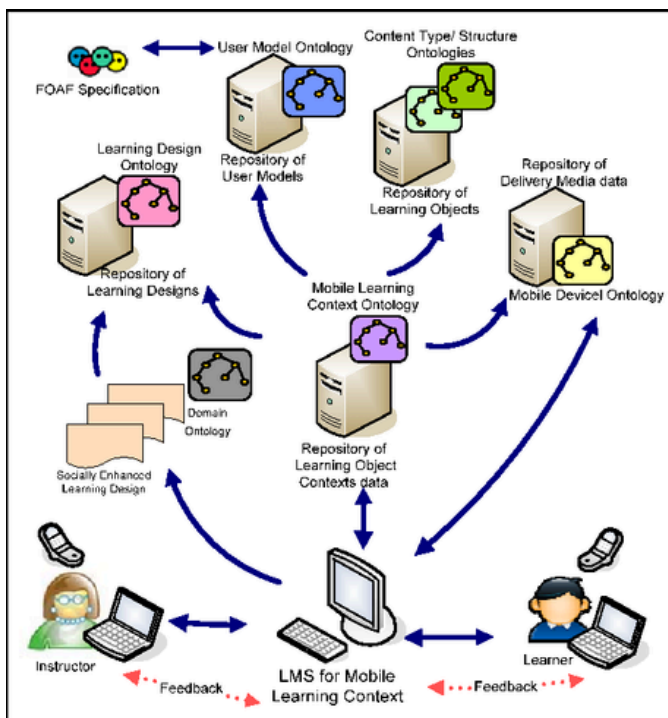 User Model Ontology
FOAF Specification
Content Type/ Structure
Ontologies
Learning Design
Ontology
Repository of
User Models
Repository of
Learning Objects
Repository of
Delivery Media data
Repository of
Learning Designs
Mobile Learning
Context Ontology
Mobile Devicel Ontology
Domain
Ontology
Socially Enhanced
Learning Design
Repository of
Learning Object
Contexts data
Instructor
LMS for Mobile
Learning Context
Learner
Feedback
Feedback